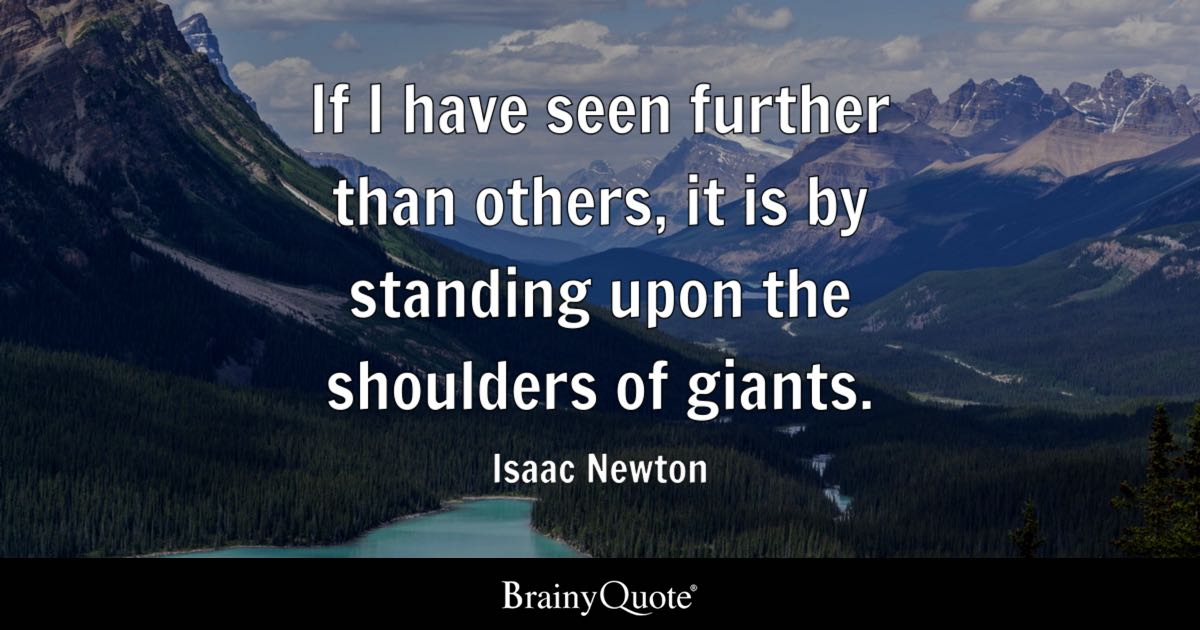 If I have seen further
than others, it is by
standing upon the
shoulders of giants.
Isaac Newton
BrainyQuote®